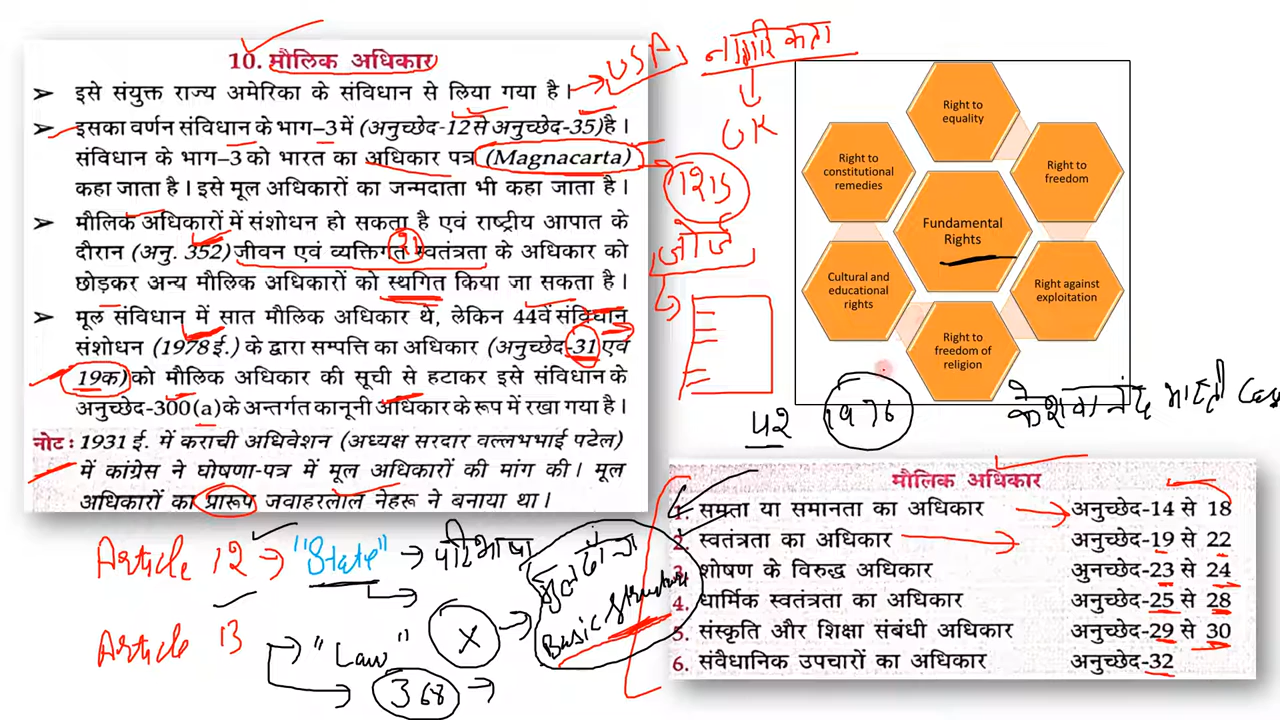 10. मौलिक अधिकार
➤ इसे संयुक्त राज्य अमेरिका के संविधान से लिया गया है।
➤ इसका वर्णन संविधान के भाग–3 में (अनुच्छेद-12 से अनुच्छेद-35) है।
संविधान के भाग–3 को भारत का अधिकार पत्र (Magnacarta)
कहा जाता है। इसे मूल अधिकारों का जन्मदाता भी कहा जाता है।
➤ मौलिक अधिकारों में संशोधन हो सकता है एवं राष्ट्रीय आपात के
दौरान (अनु. 352) जीवन एवं व्यक्तिगत स्वतंत्रता के अधिकार को
छोड़कर अन्य मौलिक अधिकारों को स्थगित किया जा सकता है।
➤ मूल संविधान में सात मौलिक अधिकार थे, लेकिन 44वें संविधान
संशोधन (1978 ई.) के द्वारा सम्पत्ति का अधिकार (अनुच्छेद-31 एवं
19क) को मौलिक अधिकार की सूची से हटाकर इसे संविधान के
अनुच्छेद-300 (a) के अन्तर्गत कानूनी अधिकार के रूप में रखा गया है।
नोट : 1931 ई. में कराची अधिवेशन (अध्यक्ष सरदार वल्लभभाई पटेल)
में कांग्रेस ने घोषणा-पत्र में मूल अधिकारों की मांग की। मूल
अधिकारों का प्रारूप जवाहरलाल नेहरू ने बनाया था।
21
USA
नागरिकता
UK
1215
जॉर्ज
Right to
equality
Right to
constitutional
remedies
Right to
freedom
Fundamental
Rights
Cultural and
educational
rights
Right against
exploitation
Right to
freedom of
religion
42
1976
केशवानंद भारती Case
मौलिक अधिकार
1. समता या समानता का अधिकार अनुच्छेद-14 से 18
2. स्वतंत्रता का अधिकार अनुच्छेद-19 से 22
3. शोषण के विरुद्ध अधिकार अनुच्छेद-23 से 24
4. धार्मिक स्वतंत्रता का अधिकार अनुच्छेद-25 से 28
5. संस्कृति और शिक्षा संबंधी अधिकार अनुच्छेद-29 से 30
6. संवैधानिक उपचारों का अधिकार अनुच्छेद-32
Article 12 → "State" → परिभाषा
Article 13
→ "Law" X →
→ 368 →
मूल ढाँचा
Basic Structure